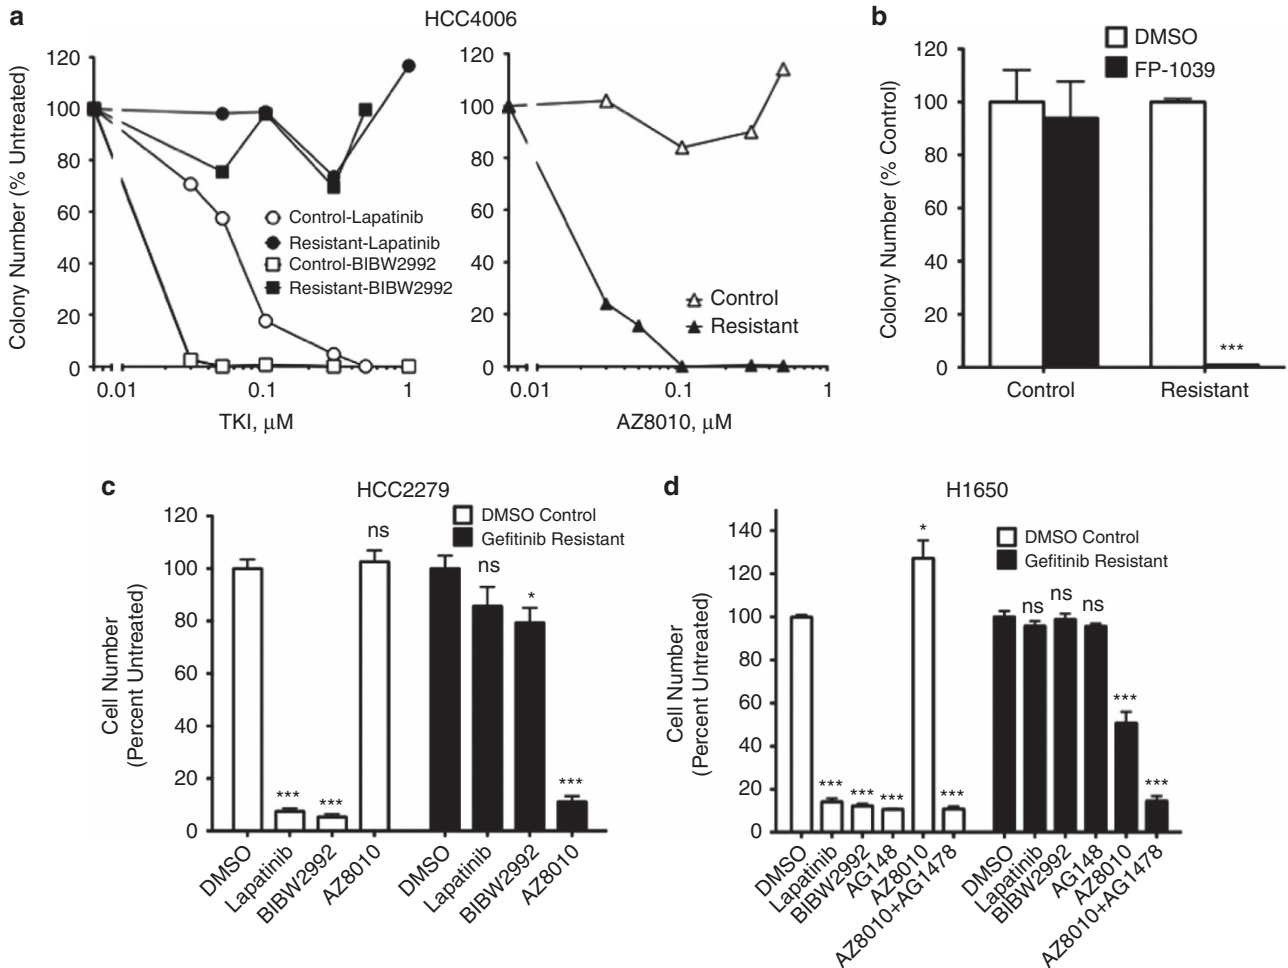 a
HCC4006
b
Colony Number (% Untreated)
120
100
80
60
40
20
0
0.01
0.1
1
TKI, μM
Control-Lapatinib
Resistant-Lapatinib
Control-BIBW2992
Resistant-BIBW2992
120
100
80
60
40
20
0
0.01
0.1
1
AZ8010, μM
Control
Resistant
Colony Number (% Control)
120
100
80
60
40
20
0
DMSO
FP-1039
***
Control
Resistant
c
HCC2279
DMSO Control
Gefitinib Resistant
Cell Number
(Percent Untreated)
120
100
80
60
40
20
0
***
***
ns
ns
*
***
DMSO
Lapatinib
BIBW2992
AZ8010
DMSO
Lapatinib
BIBW2992
AZ8010
d
H1650
DMSO Control
Gefitinib Resistant
Cell Number
(Percent Untreated)
140
120
100
80
60
40
20
0
***
***
***
*
***
ns
ns
ns
***
***
DMSO
Lapatinib
BIBW2992
AG148
AZ8010
AZ8010+AG1478
DMSO
Lapatinib
BIBW2992
AG148
AZ8010
AZ8010+AG1478